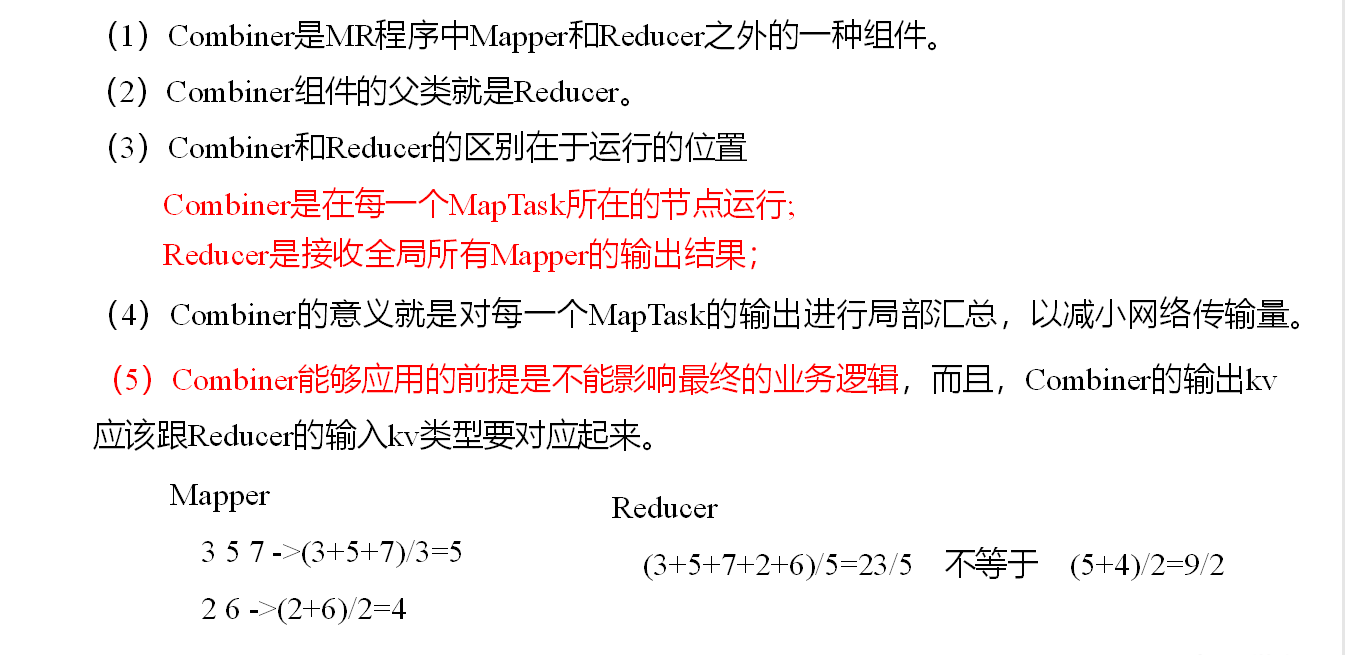 （1）Combiner是MR程序中Mapper和Reducer之外的一种组件。
（2）Combiner组件的父类就是Reducer。
（3）Combiner和Reducer的区别在于运行的位置
Combiner是在每一个MapTask所在的节点运行;
Reducer是接收全局所有Mapper的输出结果；
（4）Combiner的意义就是对每一个MapTask的输出进行局部汇总，以减小网络传输量。
（5）Combiner能够应用的前提是不能影响最终的业务逻辑，而且，Combiner的输出kv
应该跟Reducer的输入kv类型要对应起来。
Mapper
3 5 7 ->(3+5+7)/3=5
2 6 ->(2+6)/2=4
Reducer
(3+5+7+2+6)/5=23/5 不等于 (5+4)/2=9/2